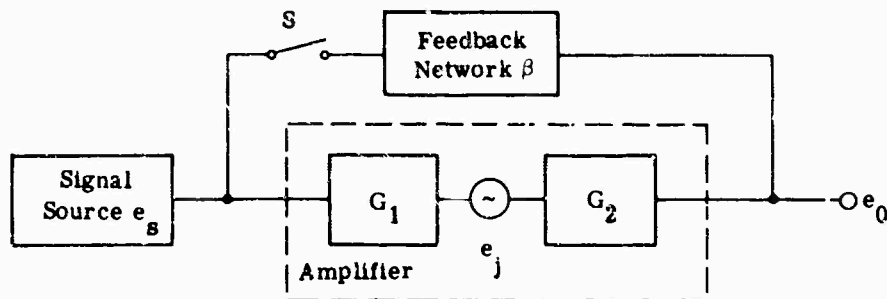 S
Feedback
Network β
Signal
Source e_s
G_1
e_j
G_2
e_0
Amplifier